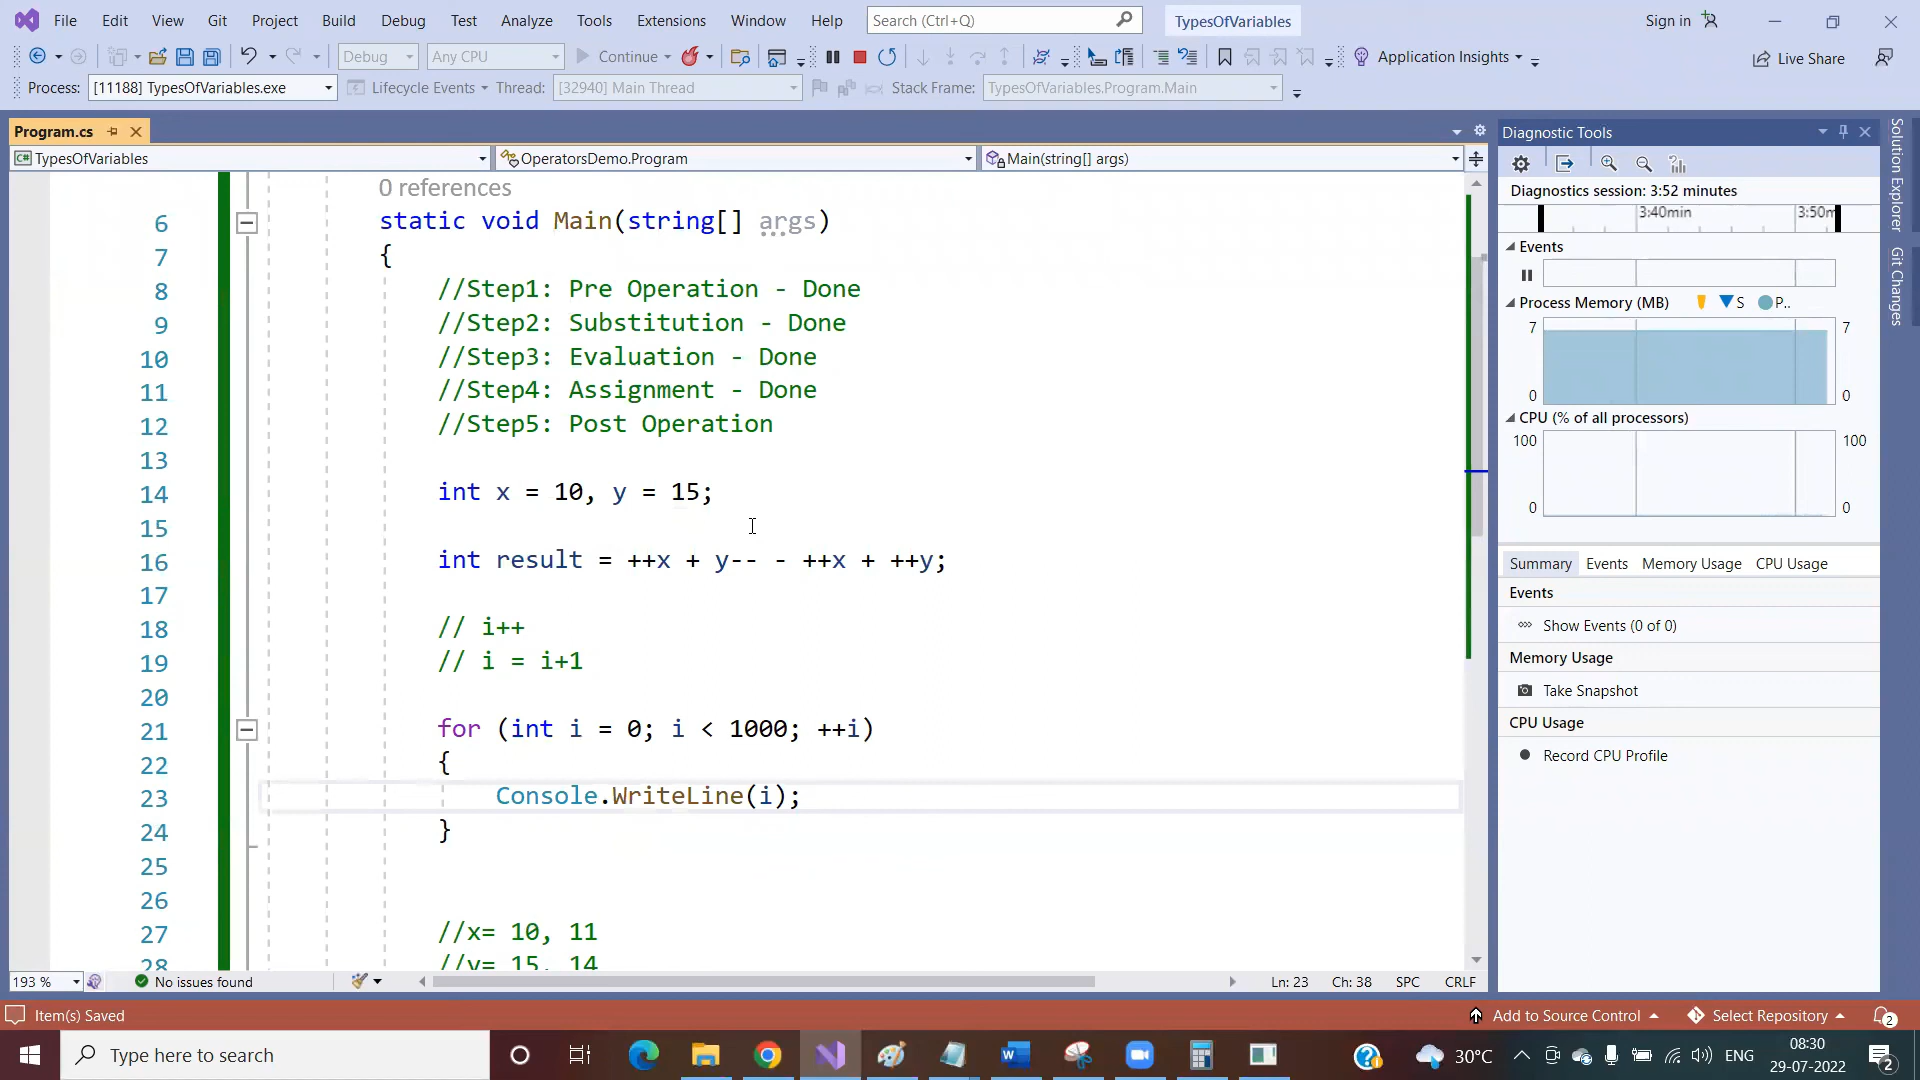 File Edit View Git Project Build Debug Test Analyze Tools Extensions Window Help Search (Ctrl+Q) TypesOfVariables Sign in
Debug Any CPU Continue Application Insights Live Share
Process: [11188] TypesOfVariables.exe Lifecycle Events Thread: [32940] Main Thread Stack Frame: TypesOfVariables.Program.Main
Program.cs
C# TypesOfVariables OperatorsDemo.Program Main(string[] args)
0 references
6 static void Main(string[] args)
7 {
8 //Step1: Pre Operation - Done
9 //Step2: Substitution - Done
10 //Step3: Evaluation - Done
11 //Step4: Assignment - Done
12 //Step5: Post Operation
13
14 int x = 10, y = 15;
15
16 int result = ++x + y-- - ++x + ++y;
17
18 // i++
19 // i = i+1
20
21 for (int i = 0; i < 1000; ++i)
22 {
23 Console.WriteLine(i);
24 }
25
26
27 //x= 10, 11
28 //y= 15, 14
193 % No issues found Ln: 23 Ch: 38 SPC CRLF
Diagnostic Tools
Diagnostics session: 3:52 minutes
3:40min 3:50m
Events
Process Memory (MB) S P..
7 7
0 0
CPU (% of all processors)
100 100
0 0
Summary Events Memory Usage CPU Usage
Events
Show Events (0 of 0)
Memory Usage
Take Snapshot
CPU Usage
Record CPU Profile
Solution Explorer
Git Changes
Item(s) Saved Add to Source Control Select Repository 2
Type here to search 30°C ENG 08:30
29-07-2022 2